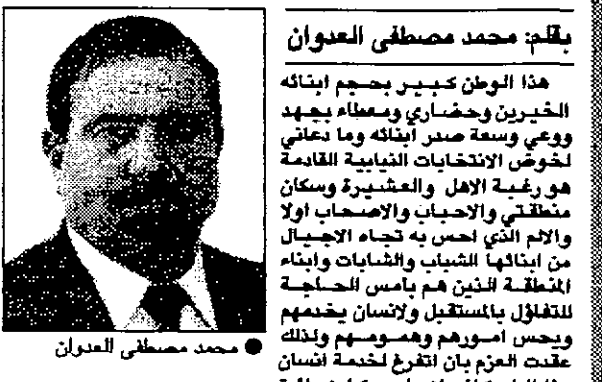 بقلم: محمد مصطفى العدوان
هذا الوطن كبير بحجم ابنائه
الخيرين وحضاري ومعطاء بجهد
ووعي وسعة صدر ابنائه وما دعاني
لخوض الانتخابات النيابية القادمة
هو رغبة الاهل والعشيرة وسكان
منطقتي والاحباب والاصحاب اولا
والالم الذي احس به تجاه الاجيال
من ابنائها الشباب والشابات وابناء
المنطقة الذين هم بامس الحاجة
للتفاؤل بالمستقبل ولانسان يخدمهم
ويحس امورهم وهمومهم ولذلك
عقدت العزم بان اتفرغ لخدمة انسان
● محمد مصطفى العدوان